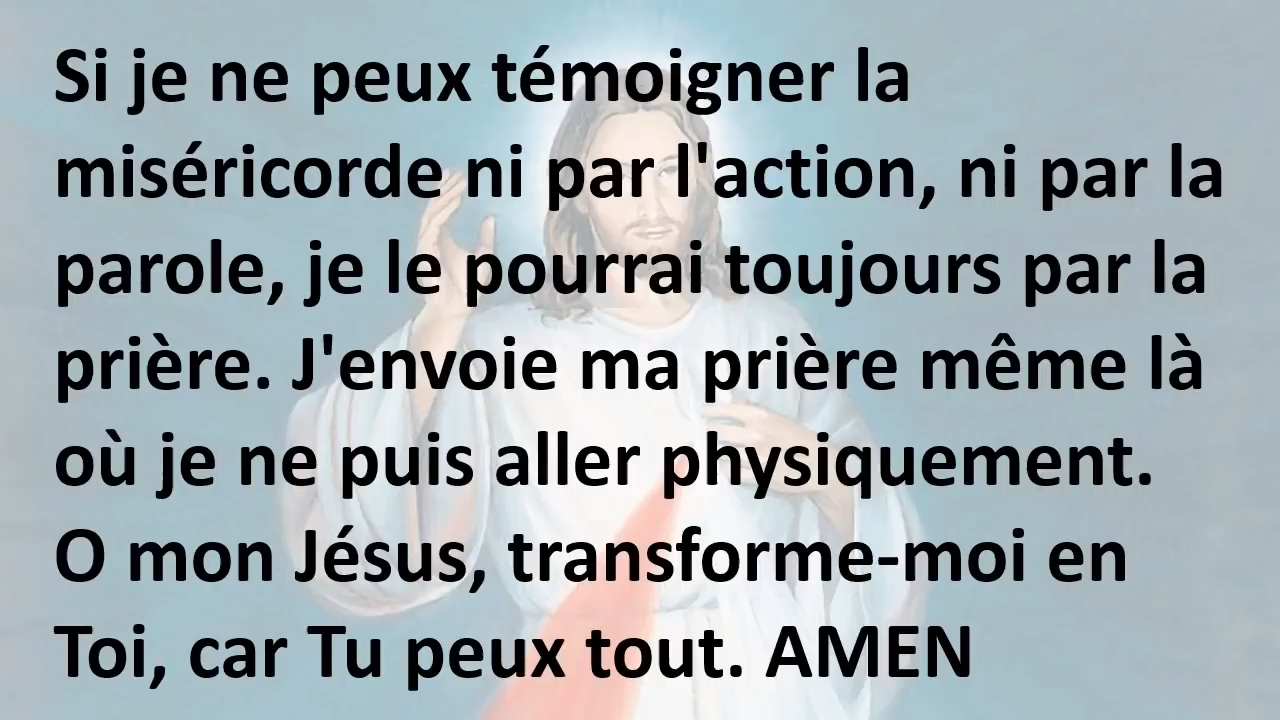 Si je ne peux témoigner la
miséricorde ni par l'action, ni par la
parole, je le pourrai toujours par la
prière. J'envoie ma prière même là
où je ne puis aller physiquement.
O mon Jésus, transforme-moi en
Toi, car Tu peux tout. AMEN